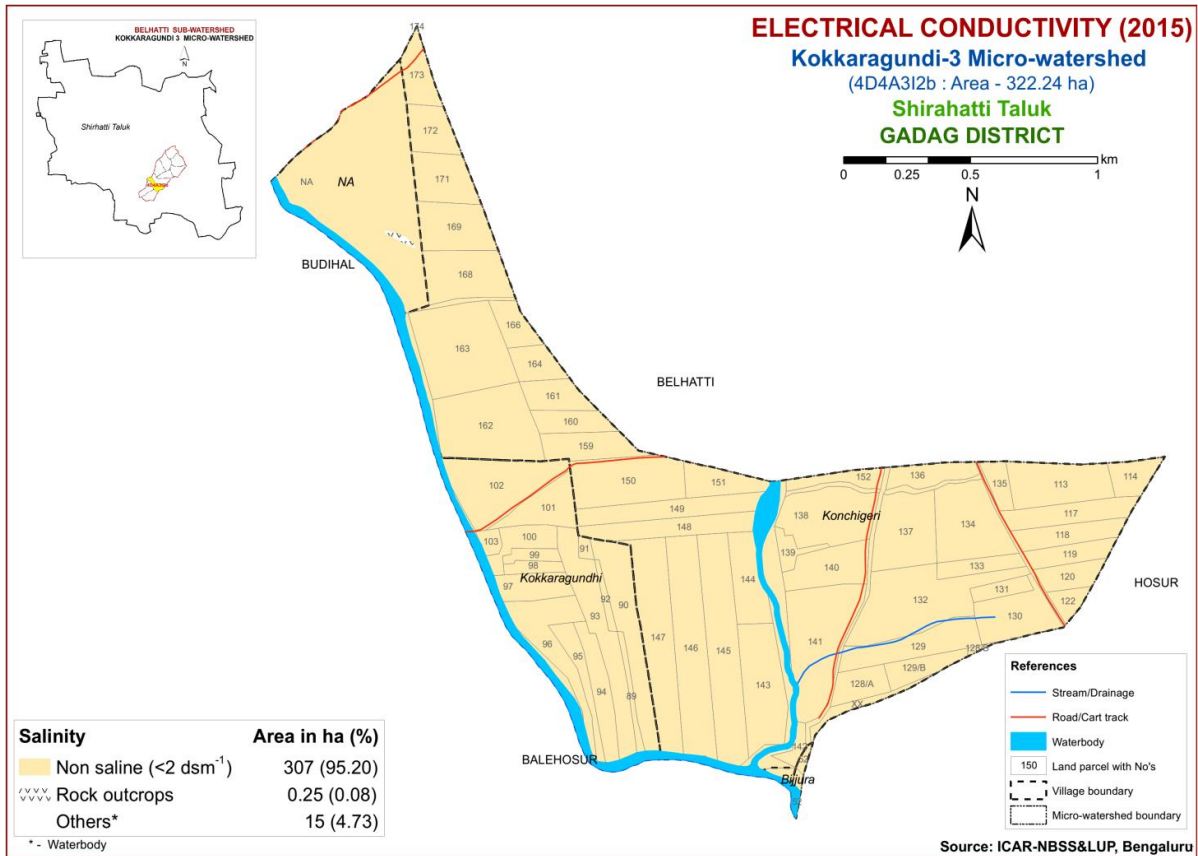 BELHATTI SUB-WATERSHED
KOKKARAGUNDI 3 MICRO-WATERSHED
N
Shirhatti Taluk
ELECTRICAL CONDUCTIVITY (2015)
Kokkaragundi-3 Micro-watershed
(4D4A3I2b : Area - 322.24 ha)
Shirahatti Taluk
GADAG DISTRICT
km
0 0.25 0.5 1
N
174
173
172
NA NA 171
169
BUDIHAL
168
166
163
164
BELHATTI
161
162 160
159
102 150 151 152 136 135 113 114
101 149 138 Konchigeri 134 117
148 137 118
103 100 91 139 119
99 140 133 120 HOSUR
98 144
Kokkaragundhi 131
97 92 90 132 122
93 130
96 147 146 145 141 129 128/B
95 129/B
94 89 143 128/A
XX
142
BALEHOSUR
Bijjura
52
References
Stream/Drainage
Road/Cart track
Waterbody
150 Land parcel with No's
Village boundary
Micro-watershed boundary
Salinity Area in ha (%)
Non saline (<2 dsm-1) 307 (95.20)
Rock outcrops 0.25 (0.08)
Others* 15 (4.73)
* - Waterbody
Source: ICAR-NBSS&LUP, Bengaluru